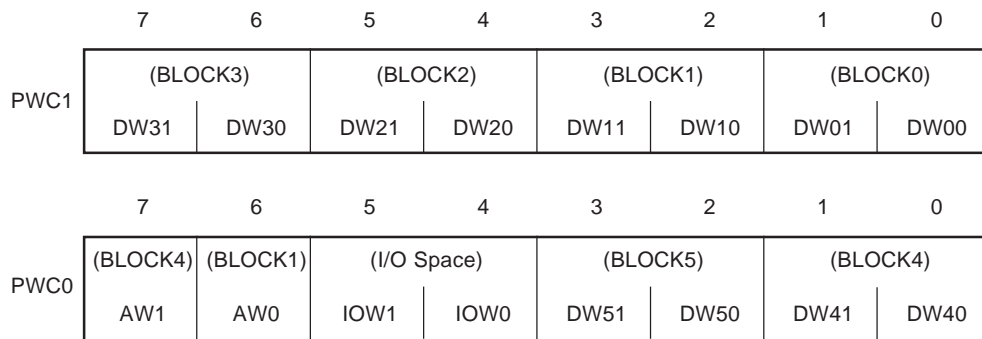 7 6 5 4 3 2 1 0
(BLOCK3) (BLOCK2) (BLOCK1) (BLOCK0)
PWC1
DW31 DW30 DW21 DW20 DW11 DW10 DW01 DW00
7 6 5 4 3 2 1 0
(BLOCK4) (BLOCK1) (I/O Space) (BLOCK5) (BLOCK4)
PWC0
AW1 AW0 IOW1 IOW0 DW51 DW50 DW41 DW40